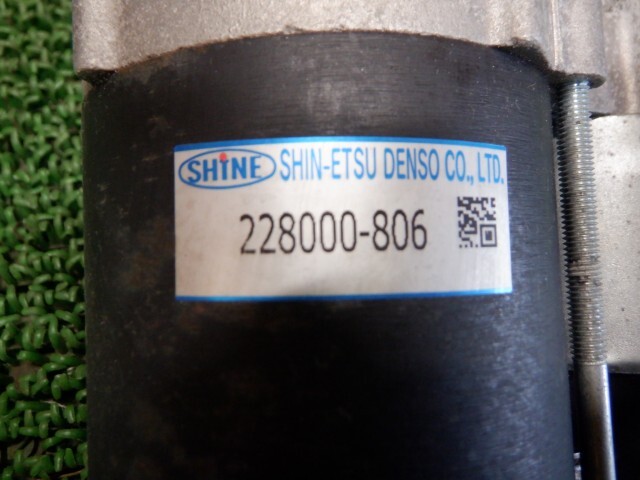 SHiNE SHIN-ETSU DENSO CO., LTD.
228000-806